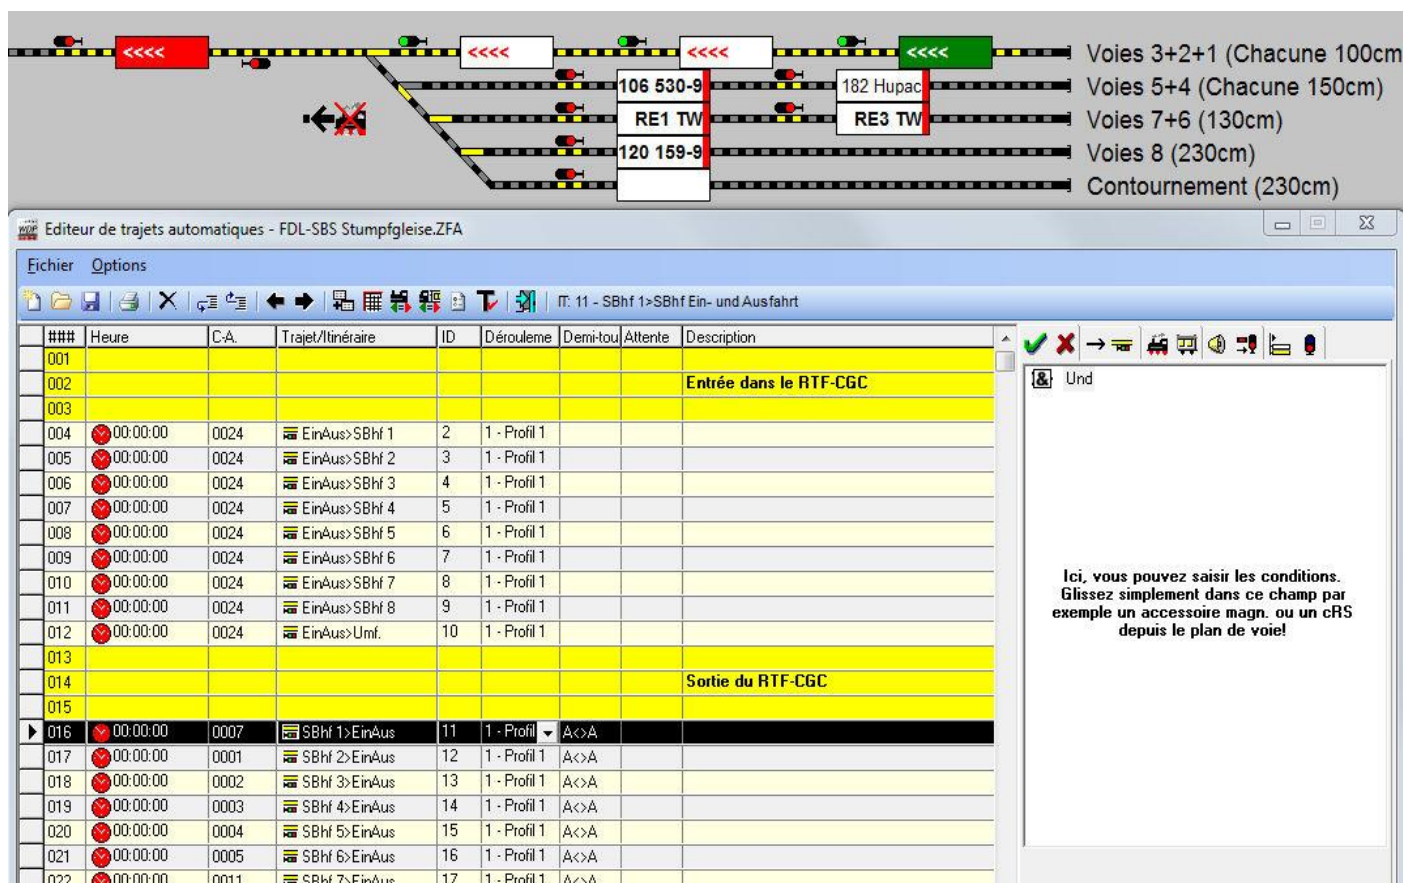 <<<< <<<< <<<< <<<< Voies 3+2+1 (Chacune 100cm
106 530-9 182 Hupac Voies 5+4 (Chacune 150cm)
RE1 TW RE3 TW Voies 7+6 (130cm)
120 159-9 Voies 8 (230cm)
Contournement (230cm)
WDP Editeur de trajets automatiques - FDL-SBS Stumpfgleise.ZFA
Fichier Options
IT: 11 - SBhf 1>SBhf Ein- und Ausfahrt
### Heure C-A. Trajet/Itinéraire ID Dérouleme Demi-tou Attente Description
001
002 Entrée dans le RTF-CGC
003
004 00:00:00 0024 EinAus>SBhf 1 2 1 - Profil 1
005 00:00:00 0024 EinAus>SBhf 2 3 1 - Profil 1
006 00:00:00 0024 EinAus>SBhf 3 4 1 - Profil 1
007 00:00:00 0024 EinAus>SBhf 4 5 1 - Profil 1
008 00:00:00 0024 EinAus>SBhf 5 6 1 - Profil 1
009 00:00:00 0024 EinAus>SBhf 6 7 1 - Profil 1
010 00:00:00 0024 EinAus>SBhf 7 8 1 - Profil 1
011 00:00:00 0024 EinAus>SBhf 8 9 1 - Profil 1
012 00:00:00 0024 EinAus>Umf. 10 1 - Profil 1
013
014 Sortie du RTF-CGC
015
016 00:00:00 0007 SBhf 1>EinAus 11 1 - Profil A<>A
017 00:00:00 0001 SBhf 2>EinAus 12 1 - Profil 1 A<>A
018 00:00:00 0002 SBhf 3>EinAus 13 1 - Profil 1 A<>A
019 00:00:00 0003 SBhf 4>EinAus 14 1 - Profil 1 A<>A
020 00:00:00 0004 SBhf 5>EinAus 15 1 - Profil 1 A<>A
021 00:00:00 0005 SBhf 6>EinAus 16 1 - Profil 1 A<>A
022 00:00:00 0011 SBhf 7>EinAus 17 1 - Profil 1 A<>A
& Und
Ici, vous pouvez saisir les conditions.
Glissez simplement dans ce champ par
exemple un accessoire magn. ou un cRS
depuis le plan de voie!